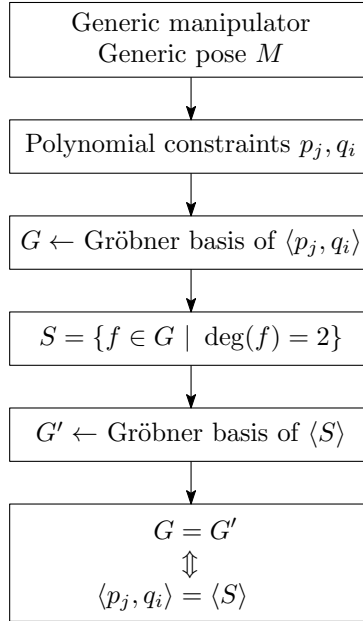 Generic manipulator
Generic pose M
Polynomial constraints p_j, q_i
G ← Gröbner basis of ⟨p_j, q_i⟩
S = {f ∈ G | deg(f) = 2}
G′ ← Gröbner basis of ⟨S⟩
G = G′
⇕
⟨p_j, q_i⟩ = ⟨S⟩